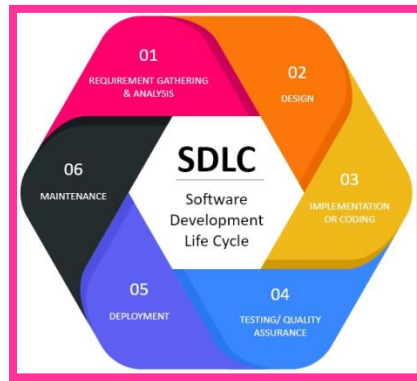 01
REQUIREMENT GATHERING
& ANALYSIS
02
DESIGN
03
IMPLEMENTATION
OR CODING
04
TESTING/ QUALITY
ASSURANCE
05
DEPLOYMENT
06
MAINTENANCE
SDLC
Software
Development
Life Cycle